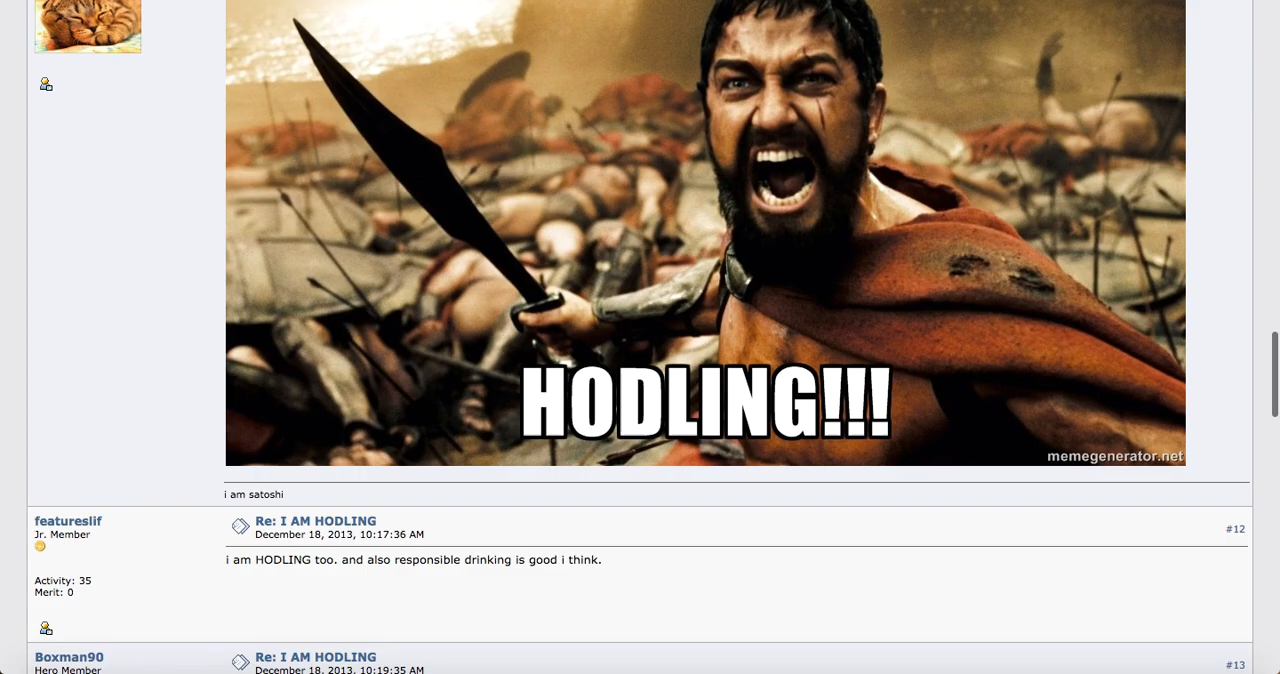 HODLING!!!
memegenerator.net
i am satoshi
featureslif
Jr. Member
Activity: 35
Merit: 0
Re: I AM HODLING
December 18, 2013, 10:17:36 AM
#12
i am HODLING too. and also responsible drinking is good i think.
Boxman90
Hero Member
Re: I AM HODLING
December 18, 2013, 10:19:35 AM
#13